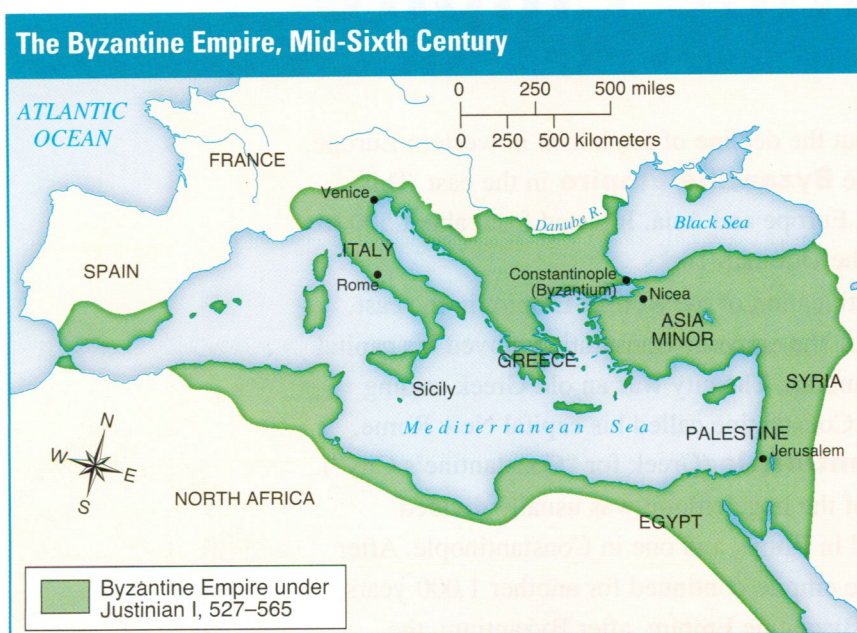 The Byzantine Empire, Mid-Sixth Century
0 250 500 miles
0 250 500 kilometers
ATLANTIC
OCEAN
FRANCE
Venice
Danube R.
Black Sea
ITALY
SPAIN
Rome
Constantinople
(Byzantium)
Nicea
ASIA
MINOR
GREECE
Sicily
SYRIA
Mediterranean Sea
PALESTINE
Jerusalem
N
W
E
S
NORTH AFRICA
EGYPT
Byzantine Empire under
Justinian I, 527–565